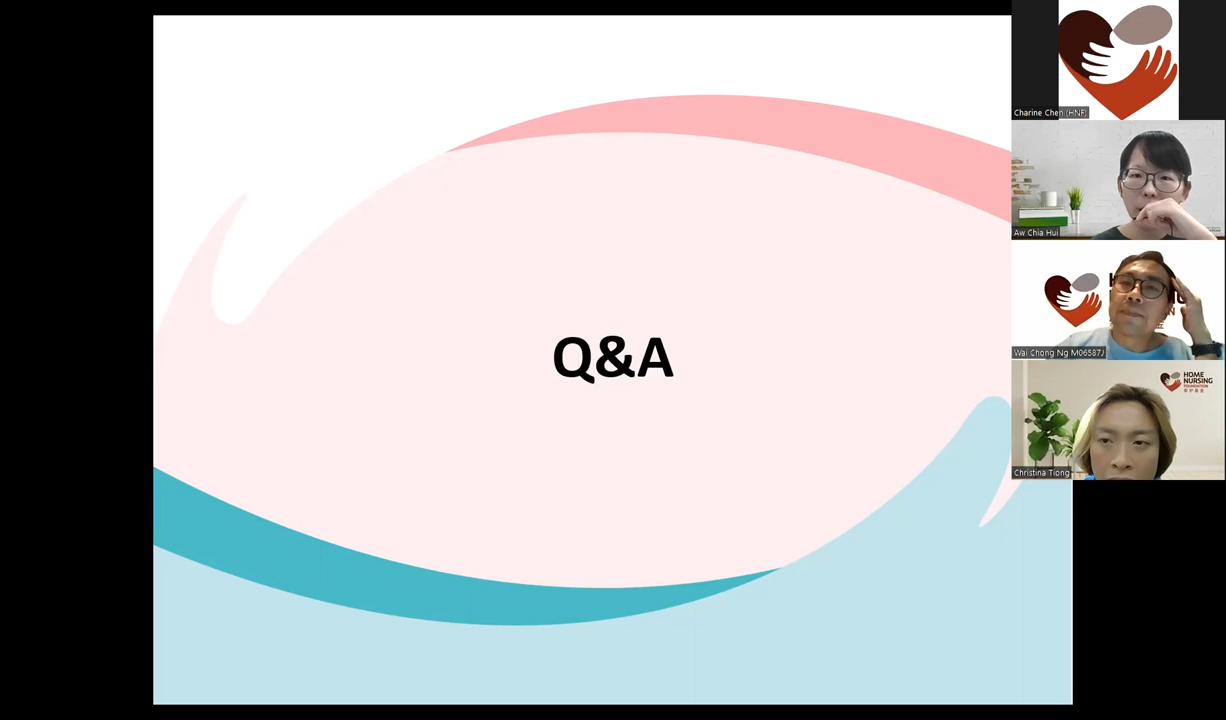 Q&A
Charine Chen (HNF)
Aw Chia Hui
Wai Chong Ng M06587J
HOME
NURSING
FOUNDATION
Christina Tiong